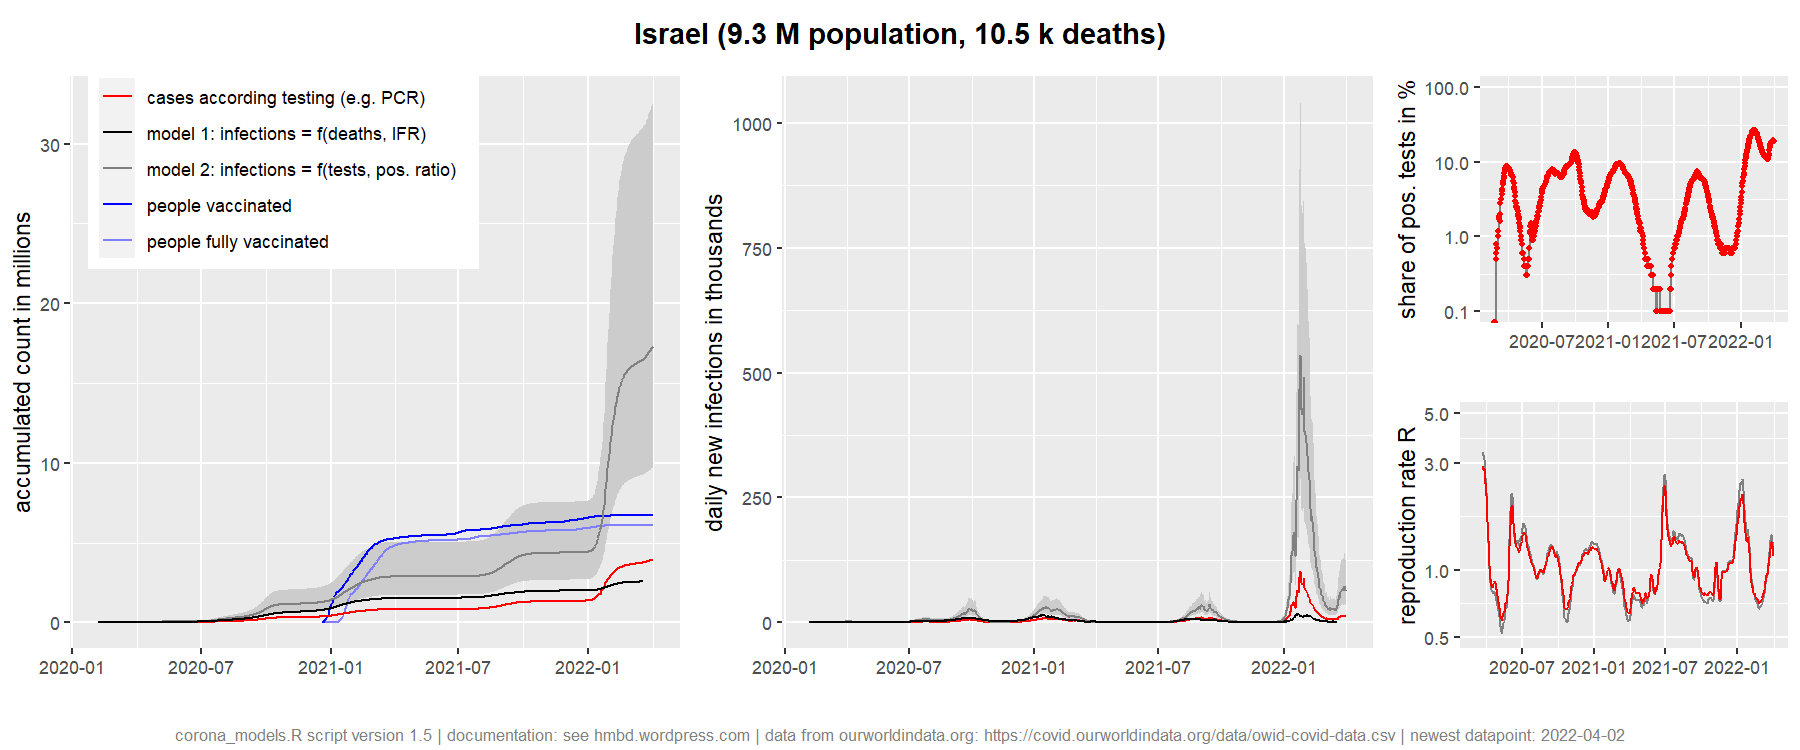 Israel (9.3 M population, 10.5 k deaths)
accumulated count in millions
30
20
10
0
cases according testing (e.g. PCR)
model 1: infections = f(deaths, IFR)
model 2: infections = f(tests, pos. ratio)
people vaccinated
people fully vaccinated
2020-01 2020-07 2021-01 2021-07 2022-01
daily new infections in thousands
1000
750
500
250
0
2020-01 2020-07 2021-01 2021-07 2022-01
share of pos. tests in %
100.0
10.0
1.0
0.1
2020-07 2021-01 2021-07 2022-01
reproduction rate R
5.0
3.0
1.0
0.5
2020-07 2021-01 2021-07 2022-01
corona_models.R script version 1.5 | documentation: see hmbd.wordpress.com | data from ourworldindata.org: https://covid.ourworldindata.org/data/owid-covid-data.csv | newest datapoint: 2022-04-02